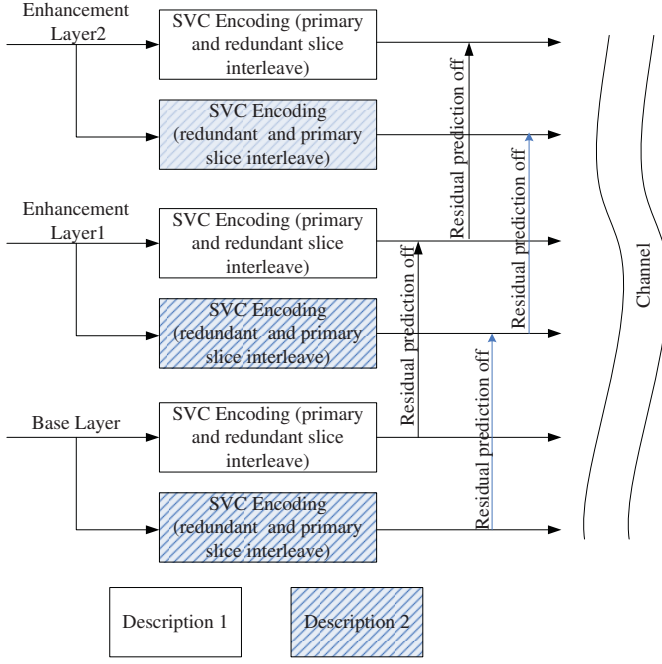 Enhancement
Layer2
SVC Encoding (primary
and redundant slice
interleave)
SVC Encoding
(redundant and primary
slice interleave)
Residual prediction off
Enhancement
Layer1
SVC Encoding (primary
and redundant slice
interleave)
SVC Encoding
(redundant and primary
slice interleave)
Residual prediction off
Residual prediction off
Channel
Base Layer
SVC Encoding (primary
and redundant slice
interleave)
SVC Encoding
(redundant and primary
slice interleave)
Residual prediction off
Description 1
Description 2